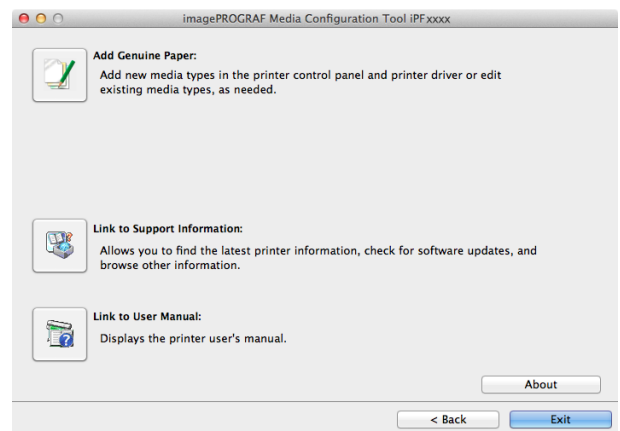 imagePROGRAF Media Configuration Tool iPFxxxx
Add Genuine Paper:
Add new media types in the printer control panel and printer driver or edit
existing media types, as needed.
Link to Support Information:
Allows you to find the latest printer information, check for software updates, and
browse other information.
Link to User Manual:
Displays the printer user's manual.
About
< Back
Exit